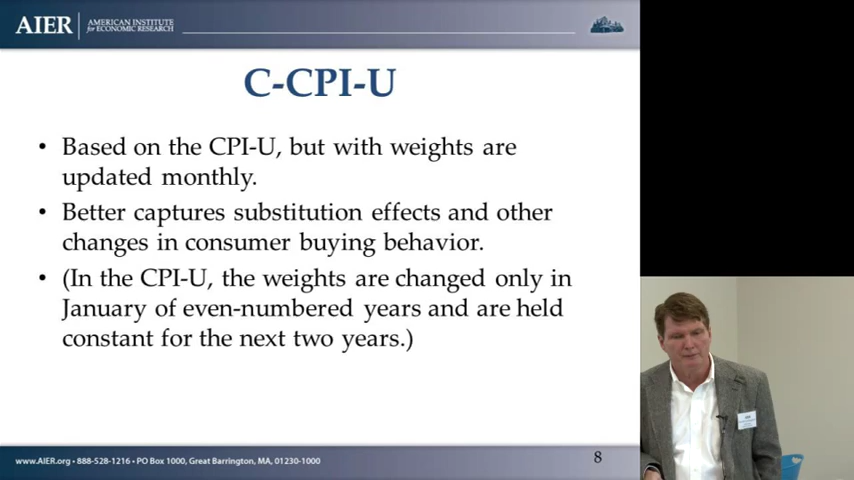 AIER
AMERICAN INSTITUTE
for ECONOMIC RESEARCH
C-CPI-U
• Based on the CPI-U, but with weights are
updated monthly.
• Better captures substitution effects and other
changes in consumer buying behavior.
• (In the CPI-U, the weights are changed only in
January of even-numbered years and are held
constant for the next two years.)
www.AIER.org • 888-528-1216 • PO Box 1000, Great Barrington, MA, 01230-1000
8